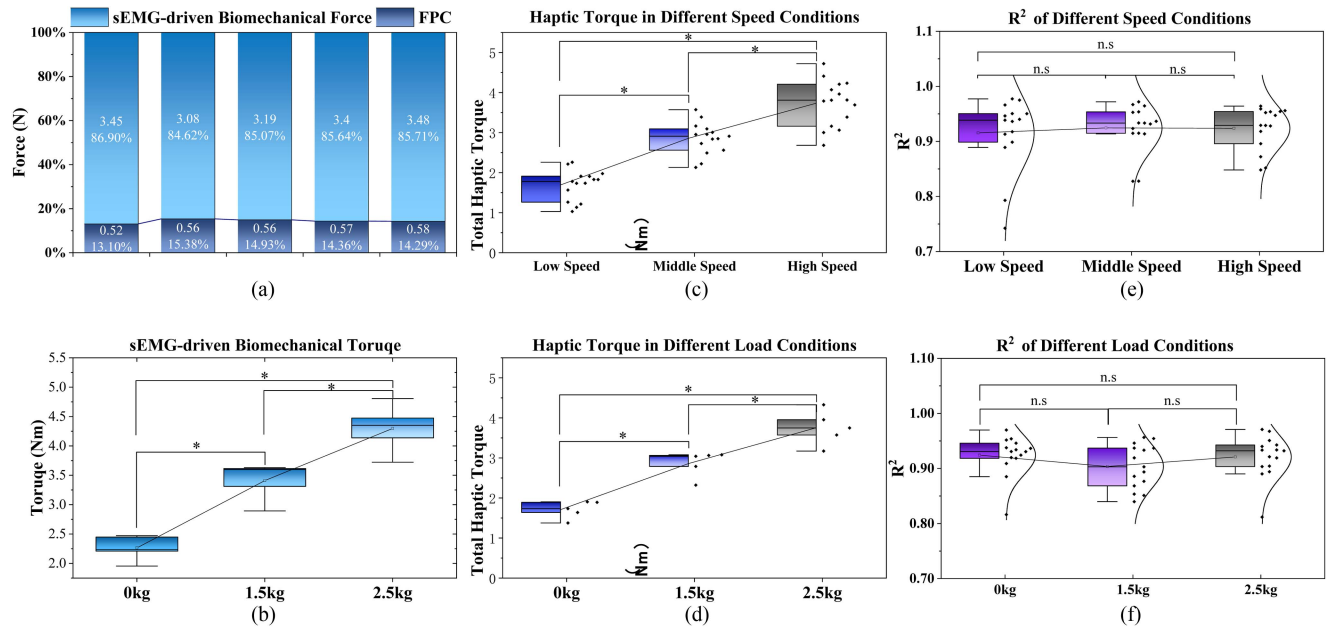 sEMG-driven Biomechanical Force FPC
100%
80%
60%
40%
20%
0%
Force (N)
3.45 3.08 3.19 3.4 3.48
86.90% 84.62% 85.07% 85.64% 85.71%
0.52 0.56 0.56 0.57 0.58
13.10% 15.38% 14.93% 14.36% 14.29%
(a)
Haptic Torque in Different Speed Conditions
Total Haptic Torque
(Nm)
5
4
3
2
1
0
*
*
*
Low Speed Middle Speed High Speed
(c)
R² of Different Speed Conditions
R²
1.1
1.0
0.9
0.8
0.7
n.s
n.s n.s
Low Speed Middle Speed High Speed
(e)
sEMG-driven Biomechanical Toruqe
Toruqe (Nm)
5.5
5.0
4.5
4.0
3.5
3.0
2.5
2.0
*
*
*
0kg 1.5kg 2.5kg
(b)
Haptic Torque in Different Load Conditions
Total Haptic Torque
(Nm)
5
4
3
2
1
0
*
*
*
0kg 1.5kg 2.5kg
(d)
R² of Different Load Conditions
R²
1.10
1.00
0.90
0.80
0.70
n.s
n.s n.s
0kg 1.5kg 2.5kg
(f)